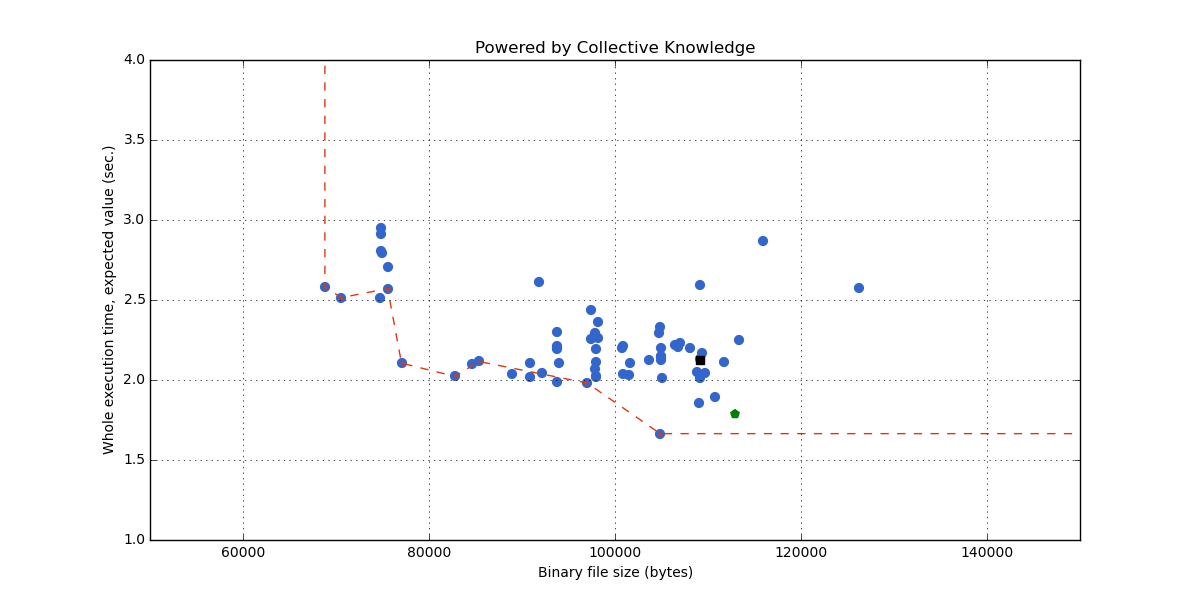 Powered by Collective Knowledge
4.0
3.5
3.0
2.5
2.0
1.5
1.0
Whole execution time, expected value (sec.)
60000 80000 100000 120000 140000
Binary file size (bytes)